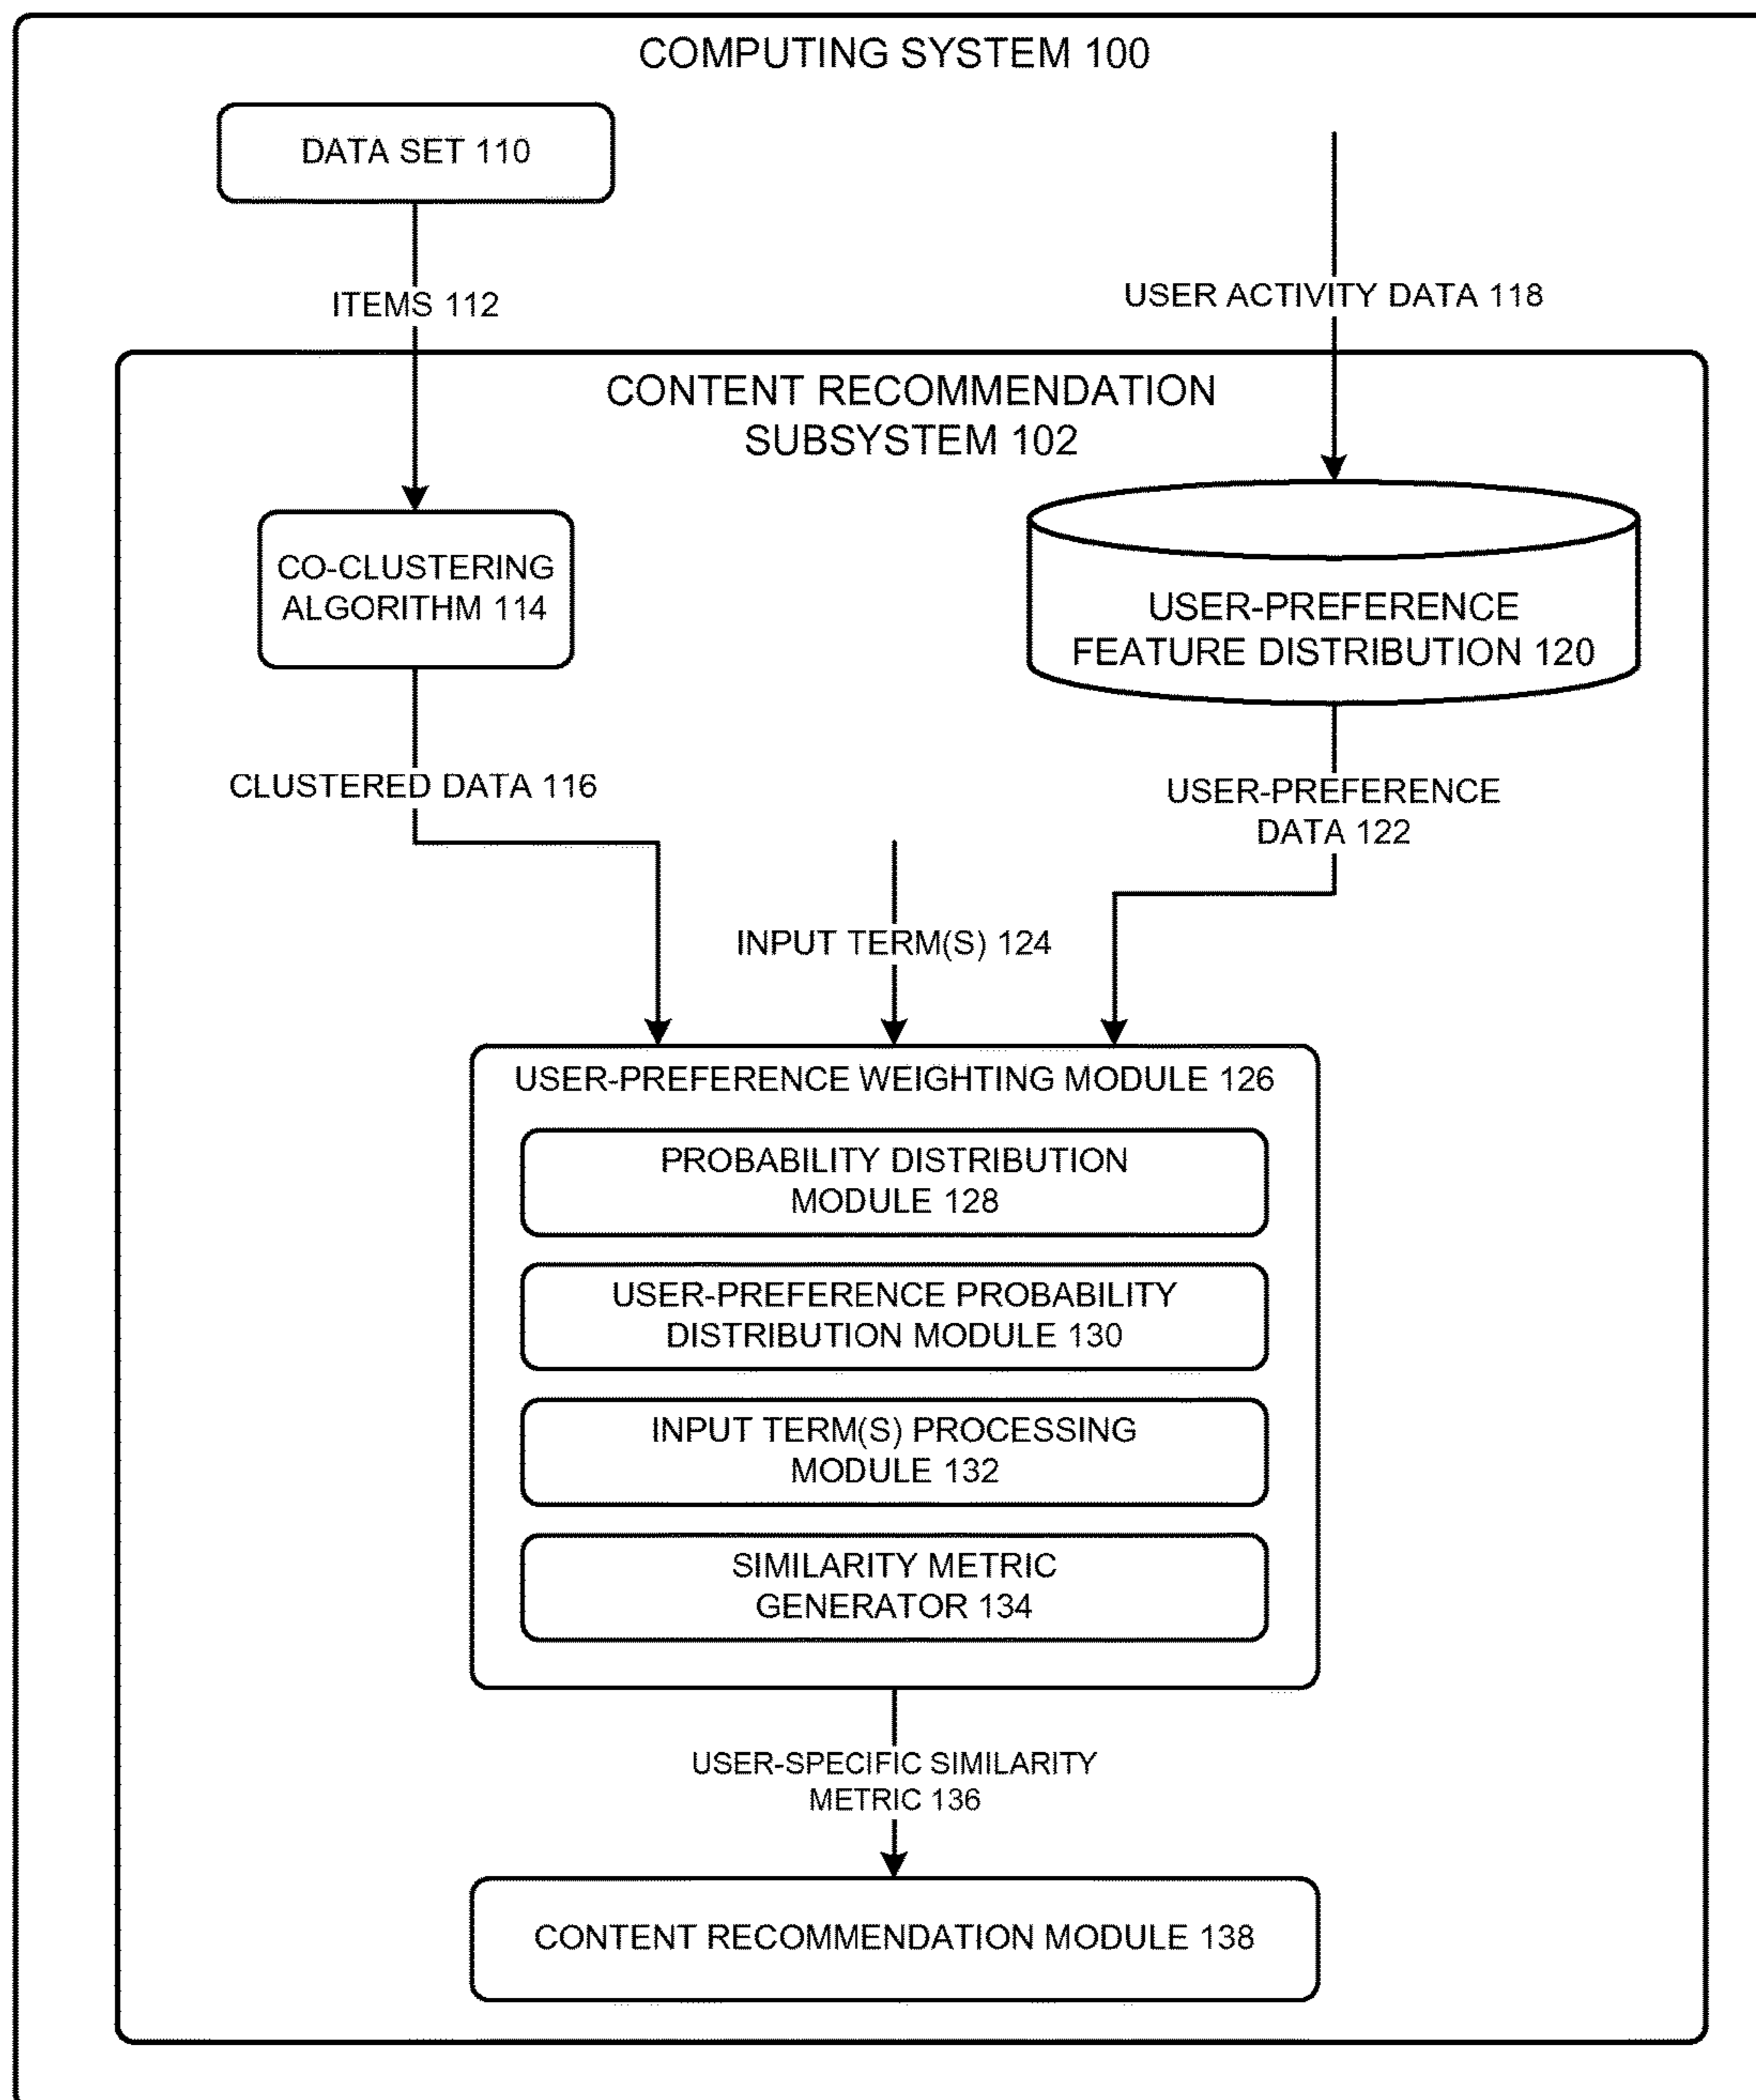 COMPUTING SYSTEM 100
DATA SET 110
ITEMS 112
USER ACTIVITY DATA 118
CONTENT RECOMMENDATION
SUBSYSTEM 102
CO-CLUSTERING
ALGORITHM 114
USER-PREFERENCE
FEATURE DISTRIBUTION 120
CLUSTERED DATA 116
USER-PREFERENCE
DATA 122
INPUT TERM(S) 124
USER-PREFERENCE WEIGHTING MODULE 126
PROBABILITY DISTRIBUTION
MODULE 128
USER-PREFERENCE PROBABILITY
DISTRIBUTION MODULE 130
INPUT TERM(S) PROCESSING
MODULE 132
SIMILARITY METRIC
GENERATOR 134
USER-SPECIFIC SIMILARITY
METRIC 136
CONTENT RECOMMENDATION MODULE 138